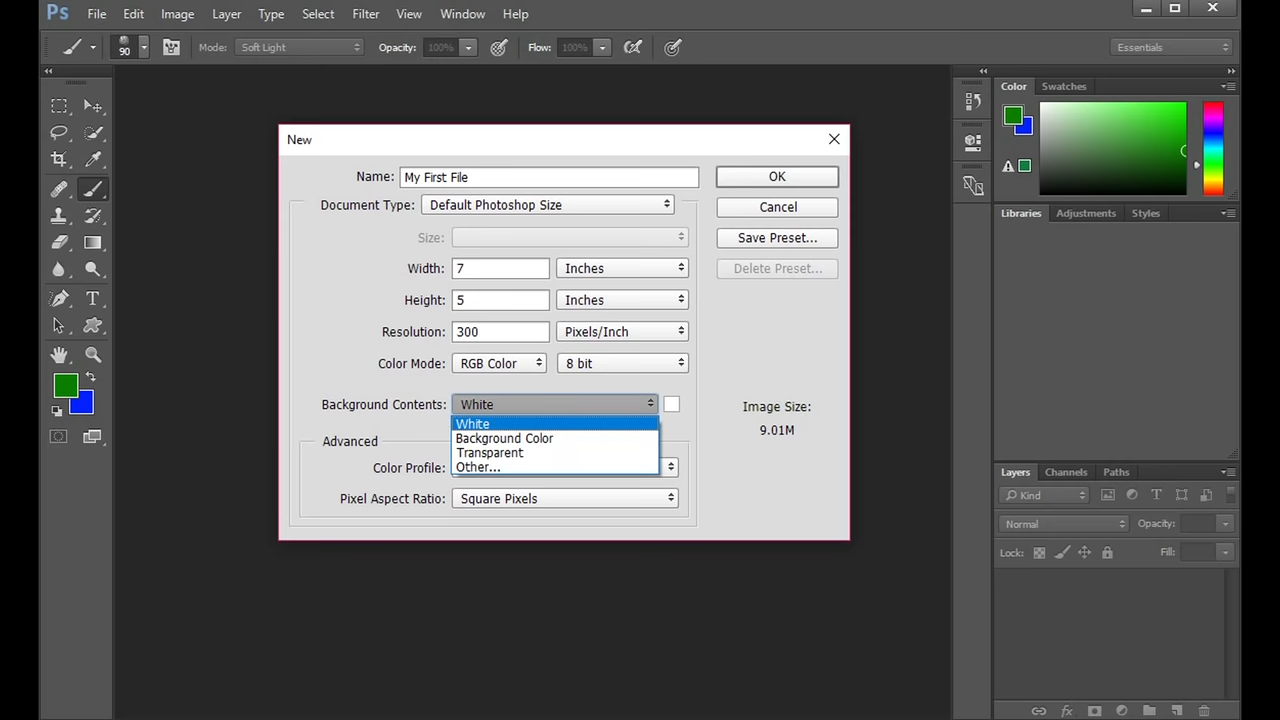 Ps File Edit Image Layer Type Select Filter View Window Help
90 Mode: Soft Light Opacity: 100% Flow: 100% Essentials
Color Swatches
New
Name: My First File OK
Document Type: Default Photoshop Size Cancel
Libraries Adjustments Styles
Size: Save Preset...
Width: 7 Inches Delete Preset...
Height: 5 Inches
Resolution: 300 Pixels/Inch
Color Mode: RGB Color 8 bit
Background Contents: White
Image Size:
White
9.01M
Background Color
Advanced
Transparent
Color Profile:
Other...
Pixel Aspect Ratio: Square Pixels
Layers Channels Paths
Kind T
Normal Opacity:
Lock: Fill:
fx